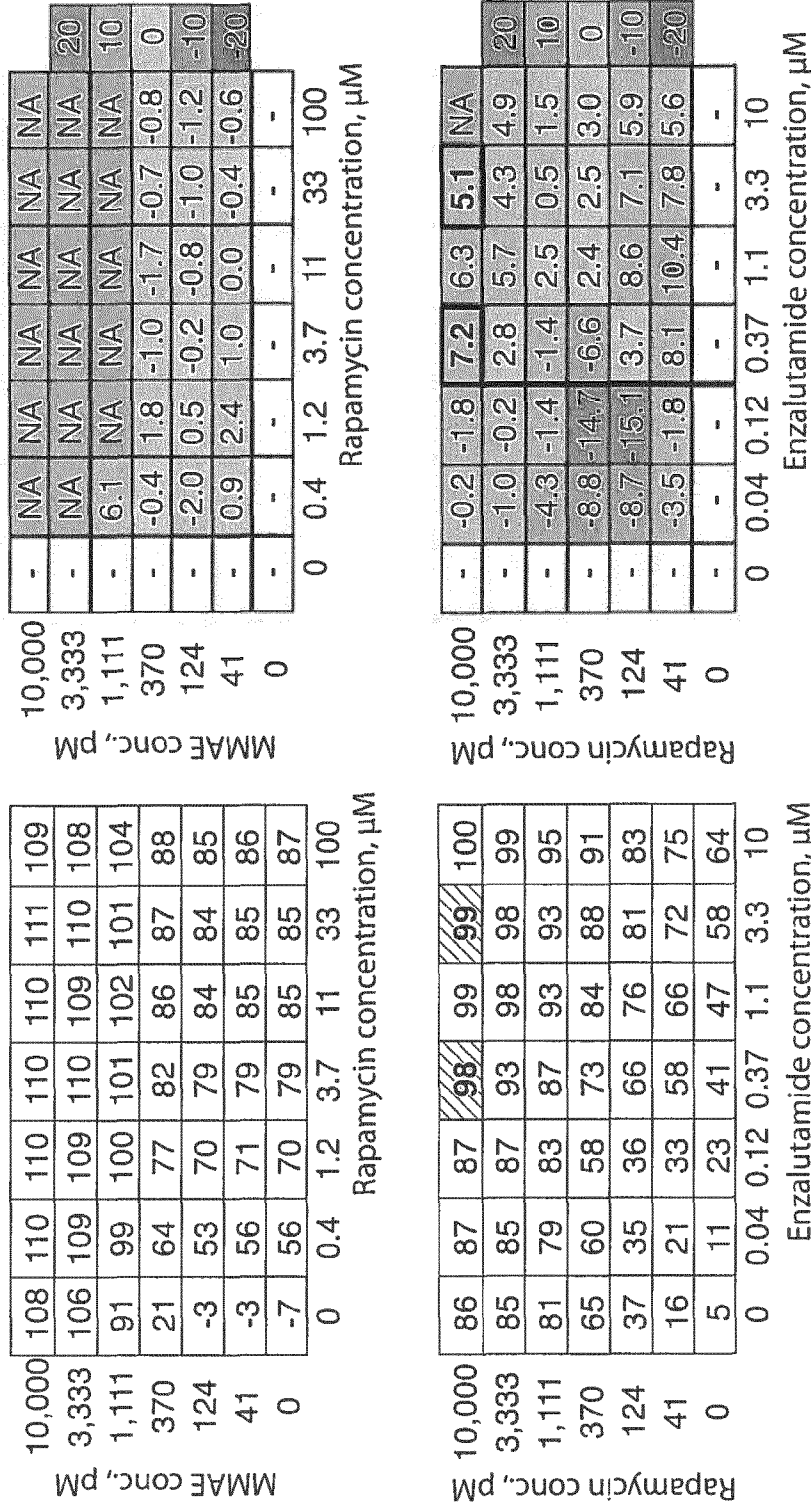 10,000 108 110 110 110 110 111 109
3,333 106 109 109 110 109 110 108
1,111 91 99 100 101 102 101 104
370 21 64 77 82 86 87 88
124 -3 53 70 79 84 84 85
41 -3 56 71 79 85 85 86
0 -7 56 70 79 85 85 87
0 0.4 1.2 3.7 11 33 100
MMAE conc., pM
Rapamycin concentration, µM
10,000 - NA NA NA NA NA NA
3,333 - NA NA NA NA NA NA 20
1,111 - 6.1 NA NA NA NA NA 10
370 - -0.4 1.8 -1.0 -1.7 -0.7 -0.8 0
124 - -2.0 0.5 -0.2 -0.8 -1.0 -1.2 -10
41 - 0.9 2.4 1.0 0.0 -0.4 -0.6 -20
0 - - - - - - -
0 0.4 1.2 3.7 11 33 100
MMAE conc., pM
Rapamycin concentration, µM
10,000 86 87 87 98 99 99 100
3,333 85 85 87 93 98 98 99
1,111 81 79 83 87 93 93 95
370 65 60 58 73 84 88 91
124 37 35 36 66 76 81 83
41 16 21 33 58 66 72 75
0 5 11 23 41 47 58 64
0 0.04 0.12 0.37 1.1 3.3 10
Rapamycin conc., pM
Enzalutamide concentration, µM
10,000 - -0.2 -1.8 7.2 6.3 5.1 NA
3,333 - -1.0 -0.2 2.8 5.7 4.3 4.9 20
1,111 - -4.3 -1.4 -1.4 2.5 0.5 1.5 10
370 - -8.8 -14.7 -6.6 2.4 2.5 3.0 0
124 - -8.7 -15.1 3.7 8.6 7.1 5.9 -10
41 - -3.5 -1.8 8.1 10.4 7.8 5.6 -20
0 - - - - - - -
0 0.04 0.12 0.37 1.1 3.3 10
Rapamycin conc., pM
Enzalutamide concentration, µM